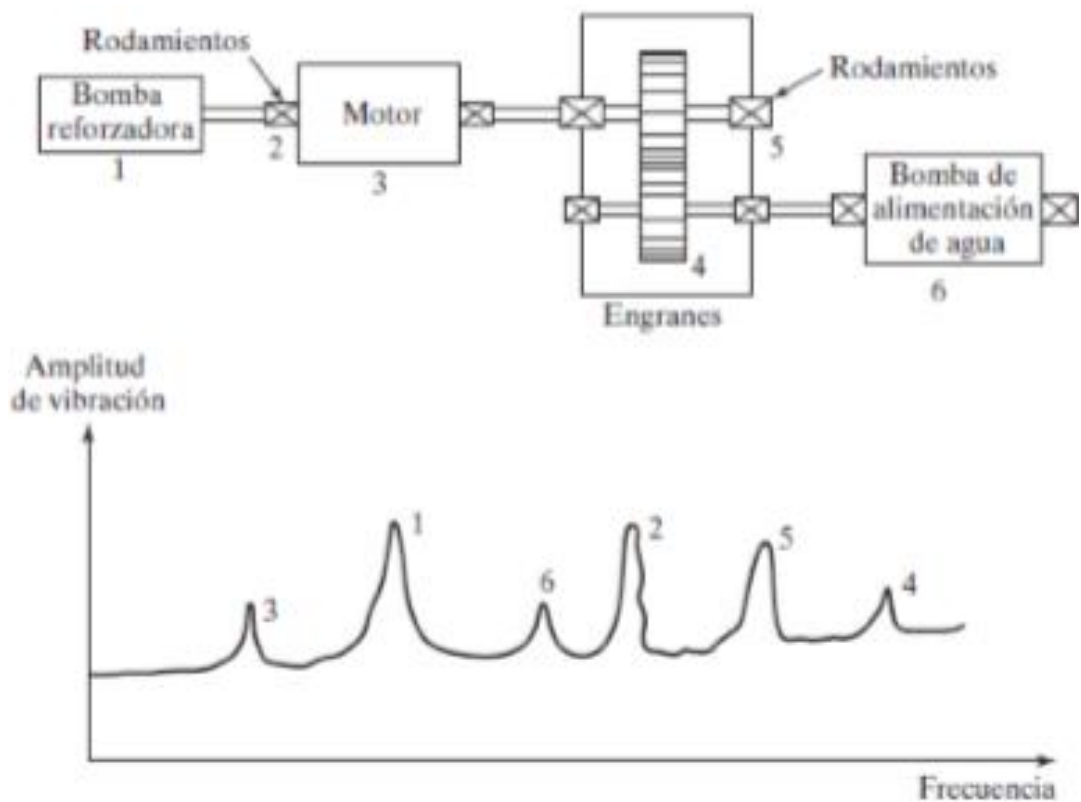 Rodamientos
Bomba
reforzadora
1
2
Motor
3
Rodamientos
5
4
Engranes
Bomba de
alimentación
de agua
6
Amplitud
de vibración
3
1
6
2
5
4
Frecuencia